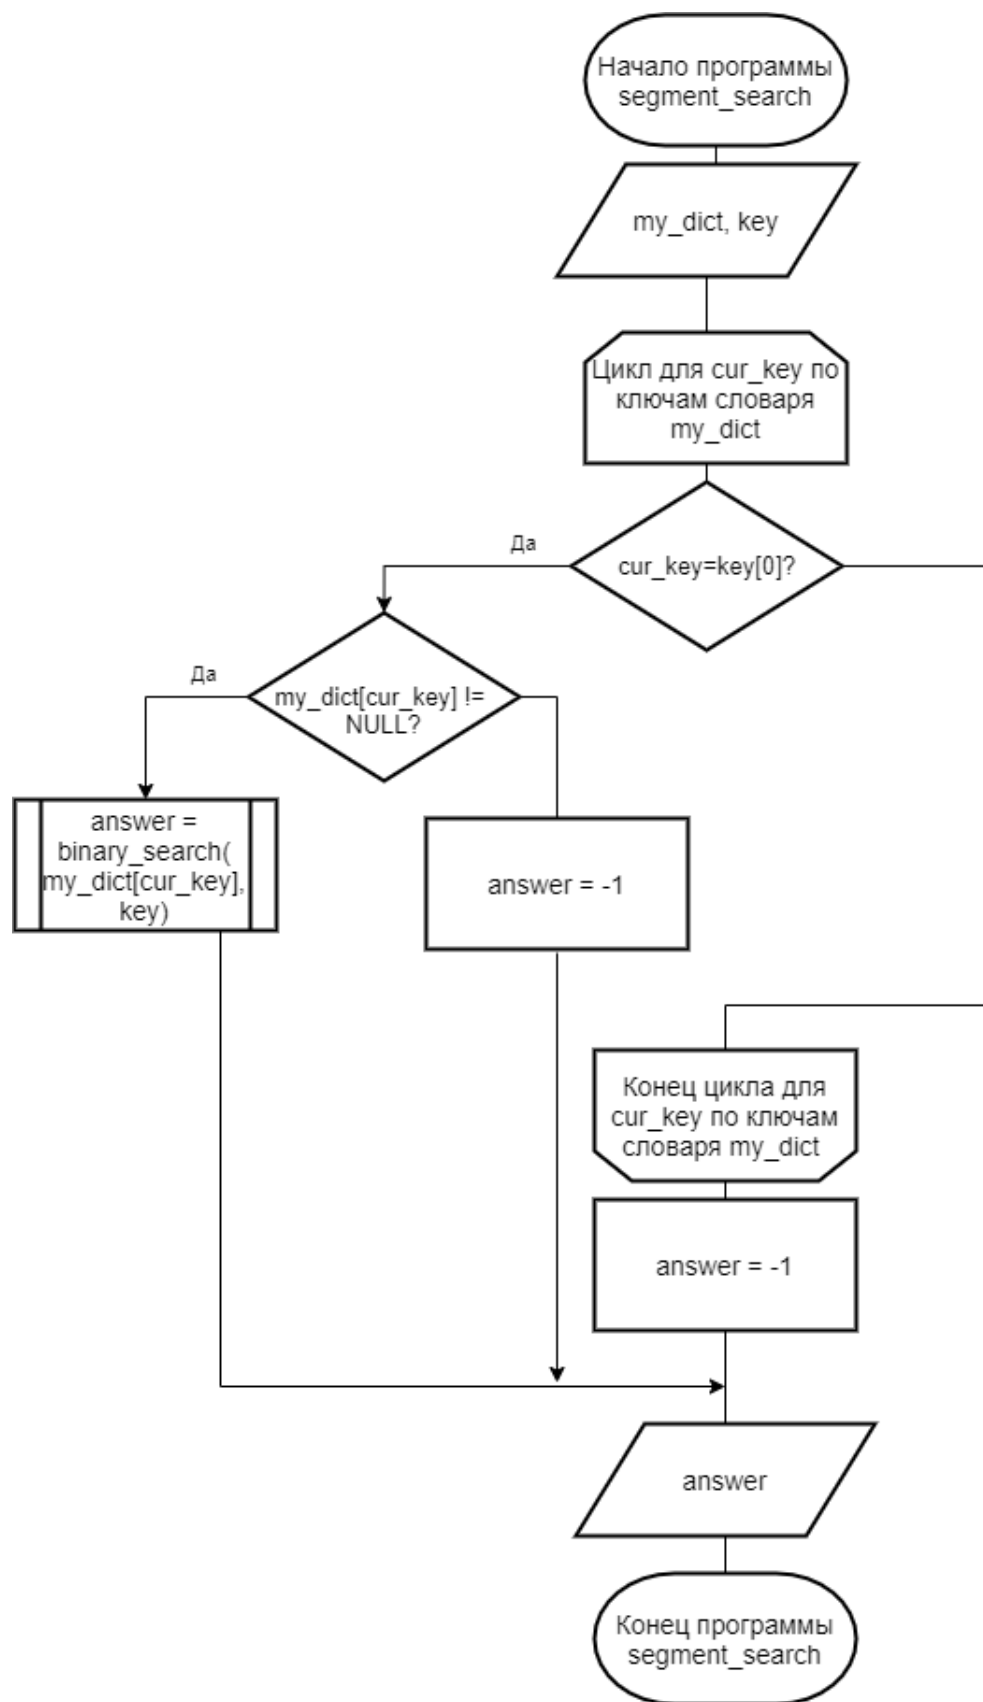 Начало программы
segment_search
my_dict, key
Цикл для cur_key по
ключам словаря
my_dict
Да
cur_key=key[0]?
Да
my_dict[cur_key] !=
NULL?
answer =
binary_search(
my_dict[cur_key],
key)
answer = -1
Конец цикла для
cur_key по ключам
словаря my_dict
answer = -1
answer
Конец программы
segment_search